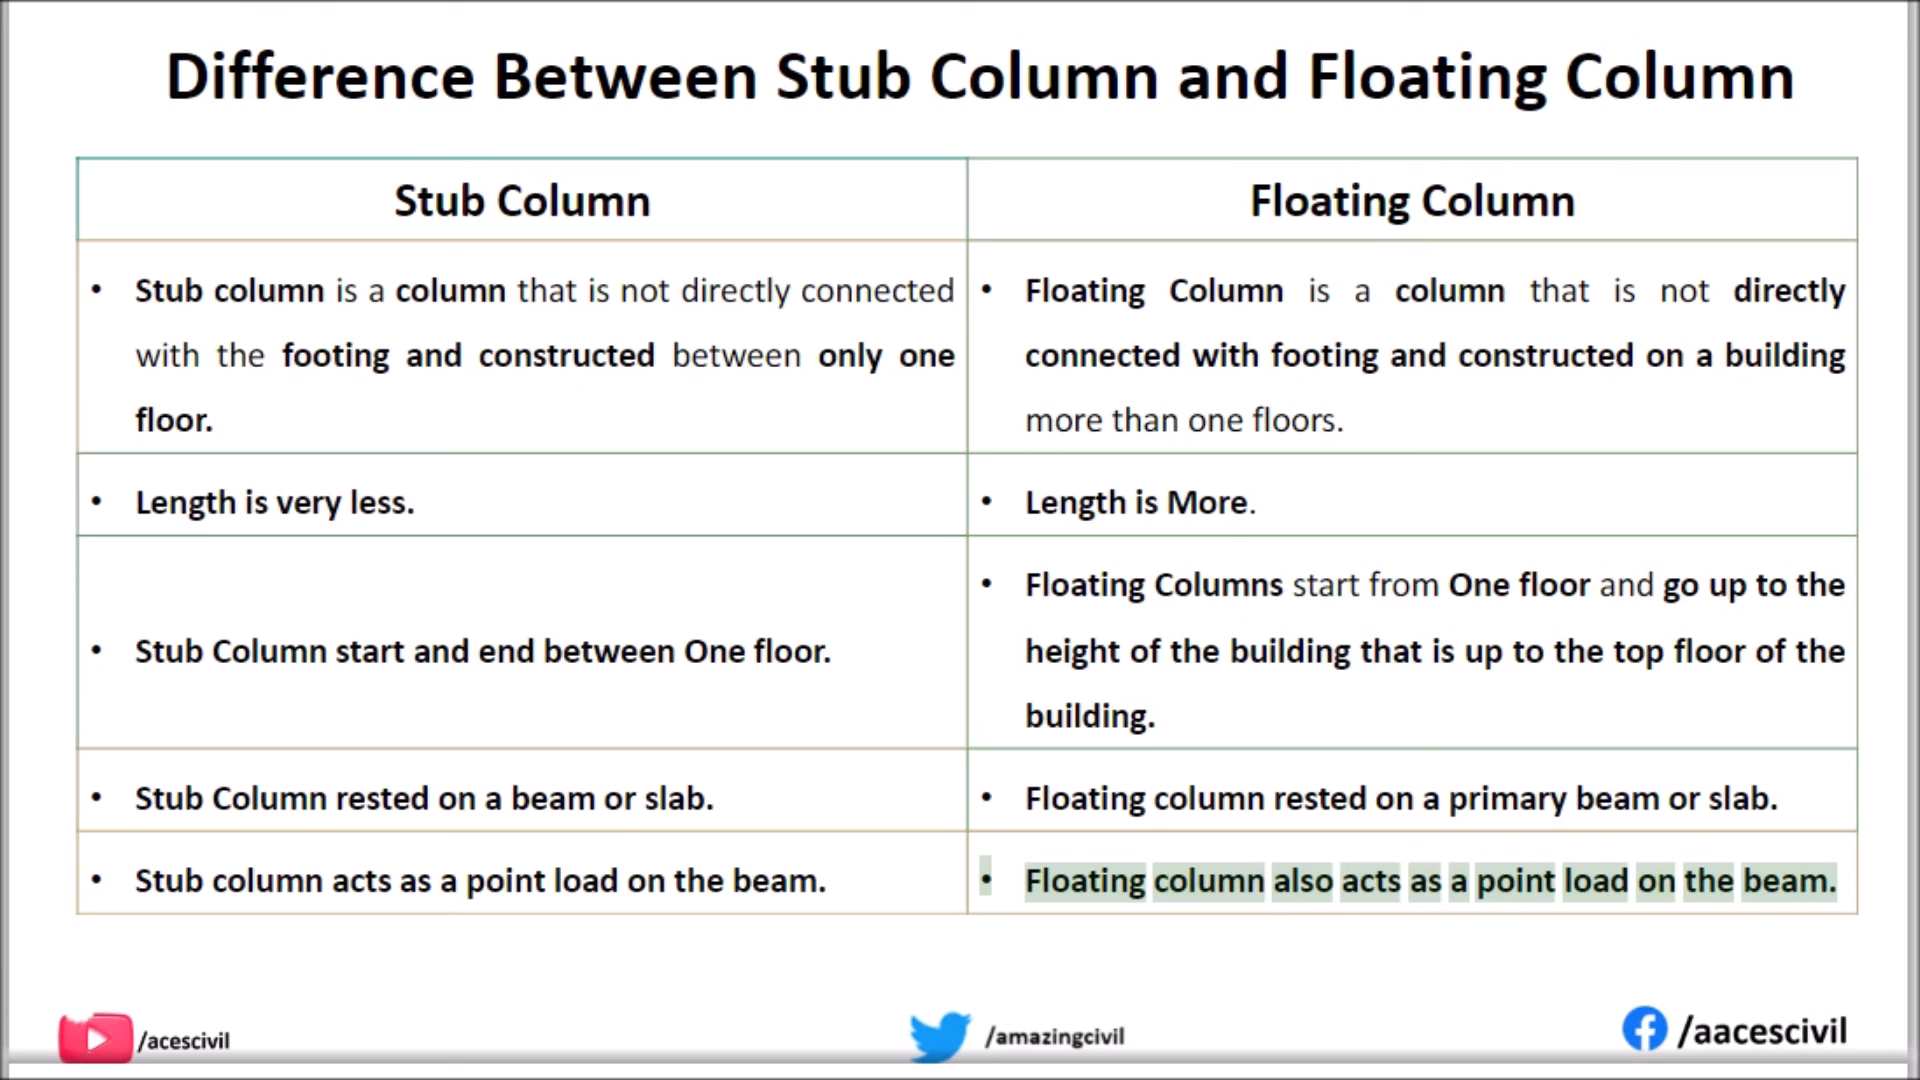 Difference Between Stub Column and Floating Column
Stub Column
Floating Column
• Stub column is a column that is not directly connected
with the footing and constructed between only one
floor.
• Floating Column is a column that is not directly
connected with footing and constructed on a building
more than one floors.
• Length is very less.
• Length is More.
• Stub Column start and end between One floor.
• Floating Columns start from One floor and go up to the
height of the building that is up to the top floor of the
building.
• Stub Column rested on a beam or slab.
• Floating column rested on a primary beam or slab.
• Stub column acts as a point load on the beam.
• Floating column also acts as a point load on the beam.
/acescivil
/amazingcivil
/aacescivil